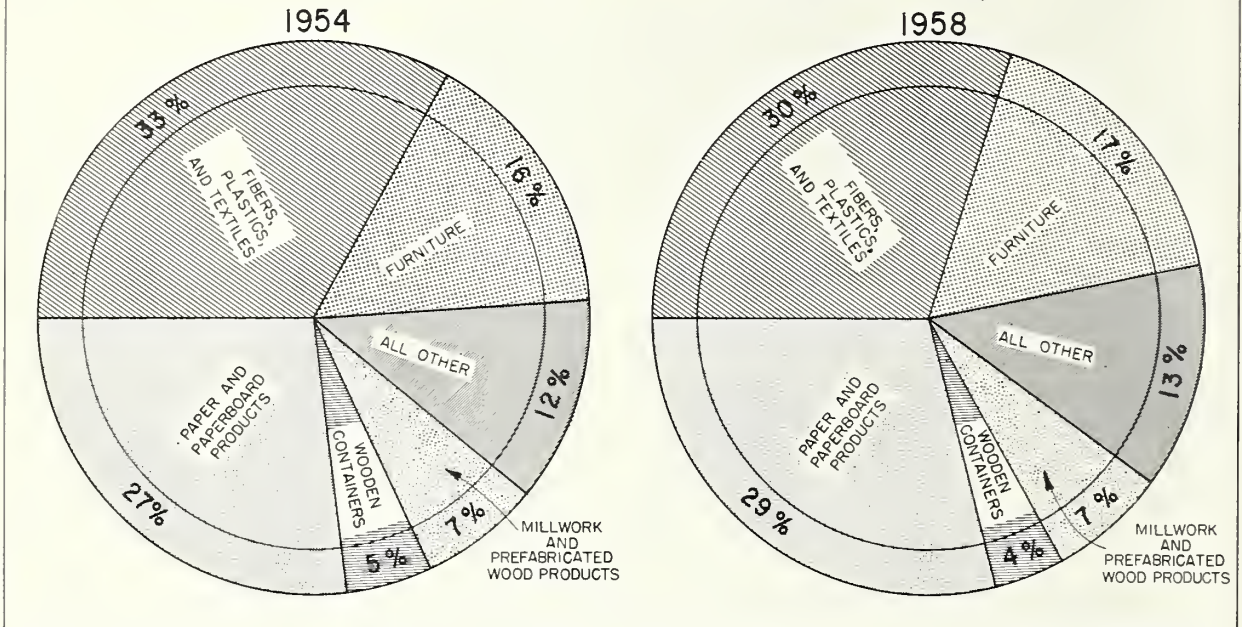 1954
33%
FIBERS,
PLASTICS,
AND TEXTILES
16%
FURNITURE
ALL OTHER
12%
PAPER AND
PAPERBOARD
PRODUCTS
27%
WOODEN
CONTAINERS
5%
7%
MILLWORK
AND
PREFABRICATED
WOOD PRODUCTS
1958
30%
FIBERS,
PLASTICS,
AND TEXTILES
17%
FURNITURE
ALL OTHER
13%
PAPER AND
PAPERBOARD
PRODUCTS
29%
WOODEN
CONTAINERS
4%
7%
MILLWORK
AND
PREFABRICATED
WOOD PRODUCTS